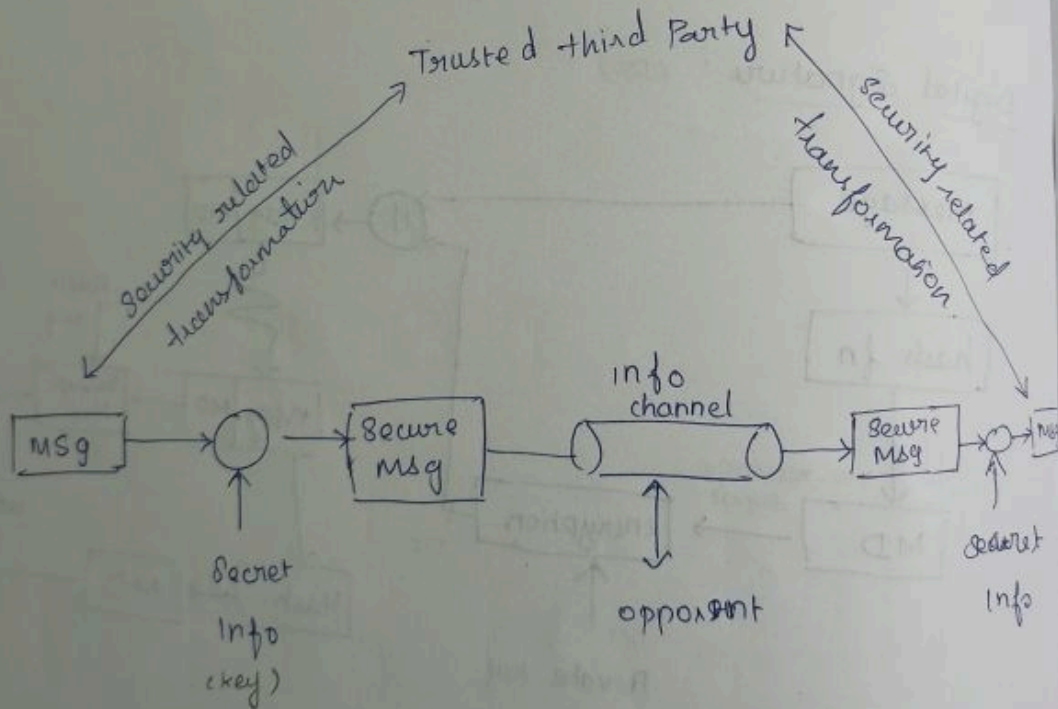 Trusted third Party
security related
transformation
security related
transformation.
Msg
Secret
Info
(key)
Secure
Msg
info
channel
opponent
Secure
Msg
Secret
Info